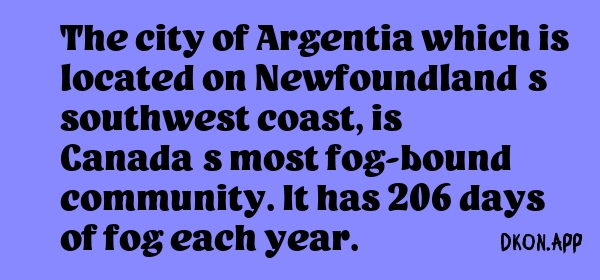 The city of Argentia which is
located on Newfoundland s
southwest coast, is
Canada s most fog-bound
community. It has 206 days
of fog each year.
DKON.APP